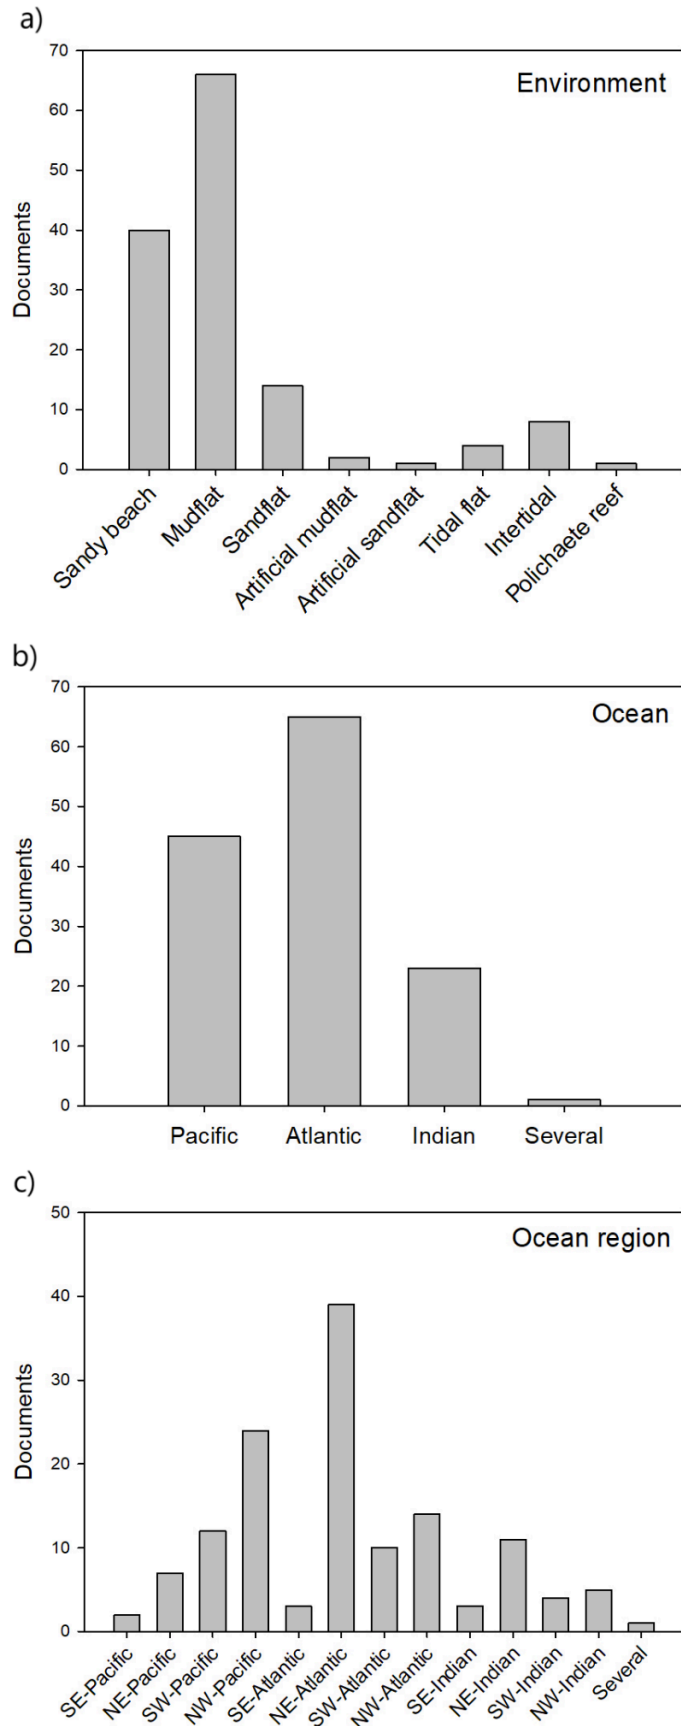 a)
Environment
Documents
70
60
50
40
30
20
10
0
Sandy beach
Mudflat
Sandflat
Artificial mudflat
Artificial sandflat
Tidal flat
Intertidal
Polichaete reef
b)
Ocean
Documents
70
60
50
40
30
20
10
0
Pacific Atlantic Indian Several
c)
Ocean region
Documents
50
40
30
20
10
0
SE-Pacific
NE-Pacific
SW-Pacific
NW-Pacific
SE-Atlantic
NE-Atlantic
SW-Atlantic
NW-Atlantic
SE-Indian
NE-Indian
SW-Indian
NW-Indian
Several